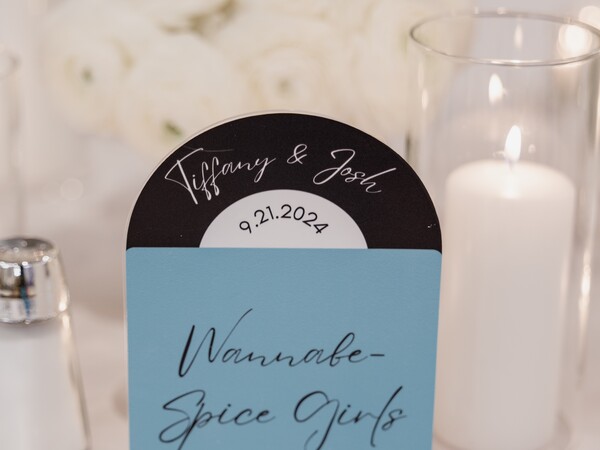 Tiffany & Josh
9.21.2024
Wannabe-
Spice Girls